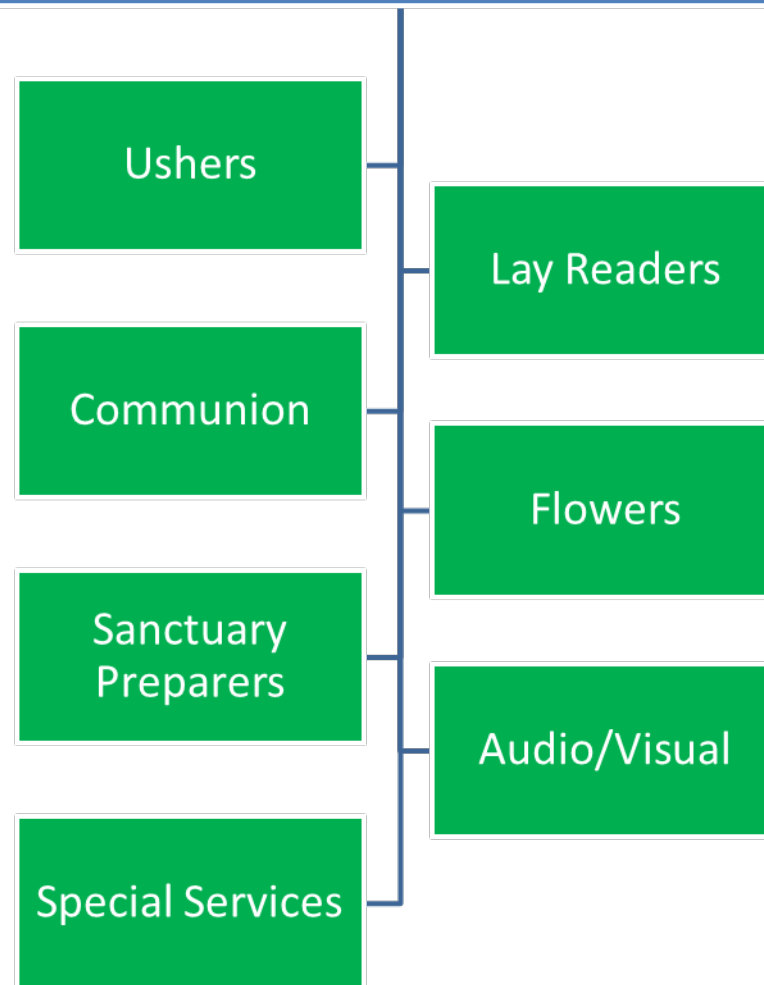 Ushers
Lay Readers
Communion
Flowers
Sanctuary
Preparers
Audio/Visual
Special Services